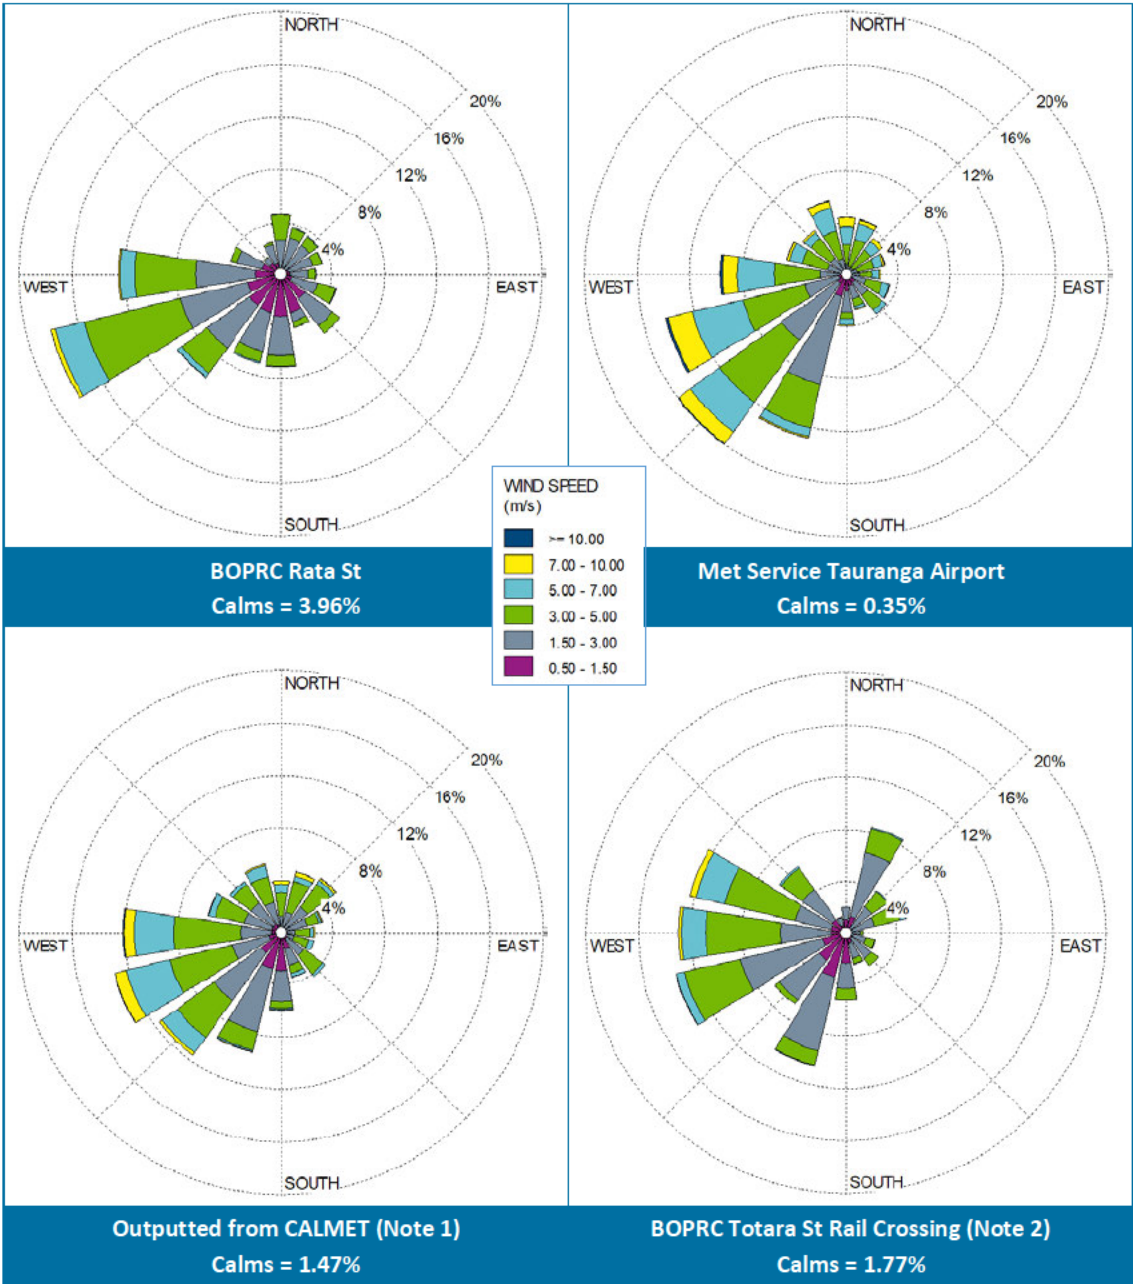 NORTH
20%
16%
12%
8%
4%
WEST
EAST
SOUTH
BOPRC Rata St
Calms = 3.96%
NORTH
20%
16%
12%
8%
4%
WEST
EAST
SOUTH
Met Service Tauranga Airport
Calms = 0.35%
WIND SPEED
(m/s)
>= 10.00
7.00 - 10.00
5.00 - 7.00
3.00 - 5.00
1.50 - 3.00
0.50 - 1.50
NORTH
20%
16%
12%
8%
4%
WEST
EAST
SOUTH
Outputted from CALMET (Note 1)
Calms = 1.47%
NORTH
20%
16%
12%
8%
4%
WEST
EAST
SOUTH
BOPRC Totara St Rail Crossing (Note 2)
Calms = 1.77%